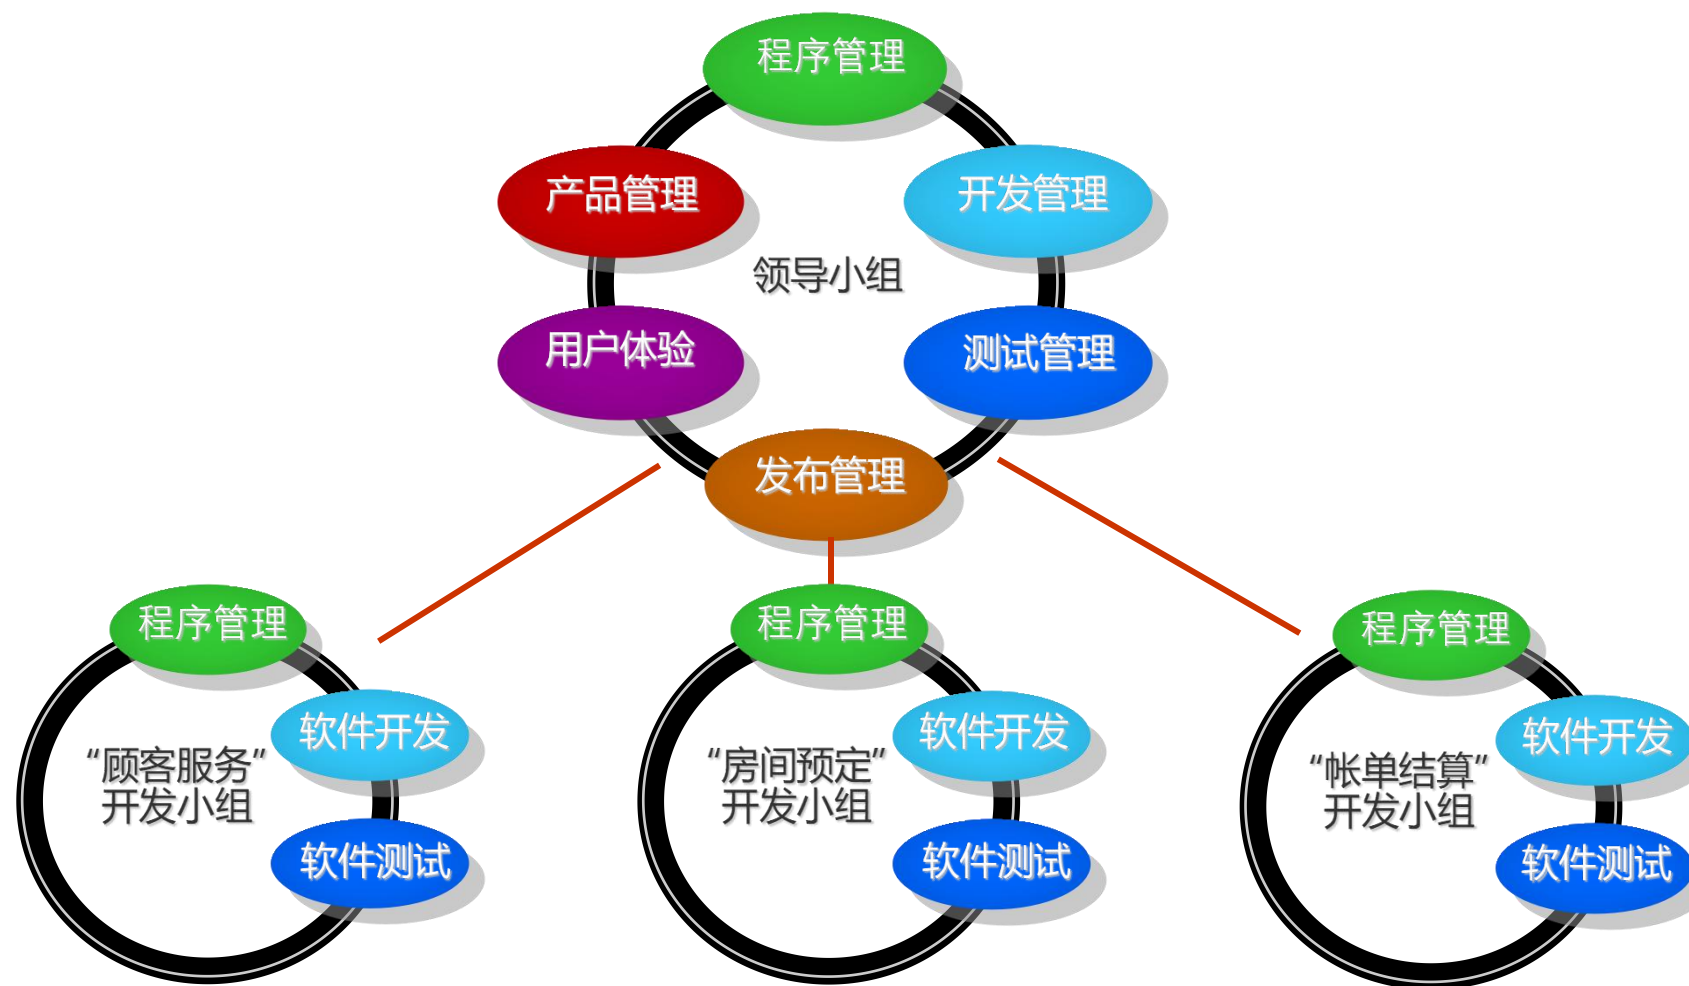 程序管理
产品管理
开发管理
领导小组
用户体验
测试管理
发布管理
程序管理
软件开发
“顾客服务”
开发小组
软件测试
程序管理
软件开发
“房间预定”
开发小组
软件测试
程序管理
软件开发
“帐单结算”
开发小组
软件测试